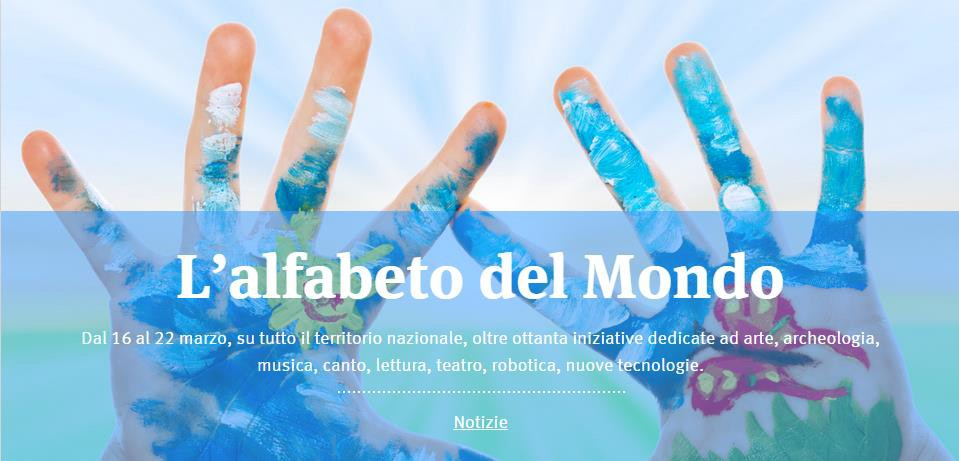 L’alfabeto del Mondo
Dal 16 al 22 marzo, su tutto il territorio nazionale, oltre ottanta iniziative dedicate ad arte, archeologia,
musica, canto, lettura, teatro, robotica, nuove tecnologie.
Notizie